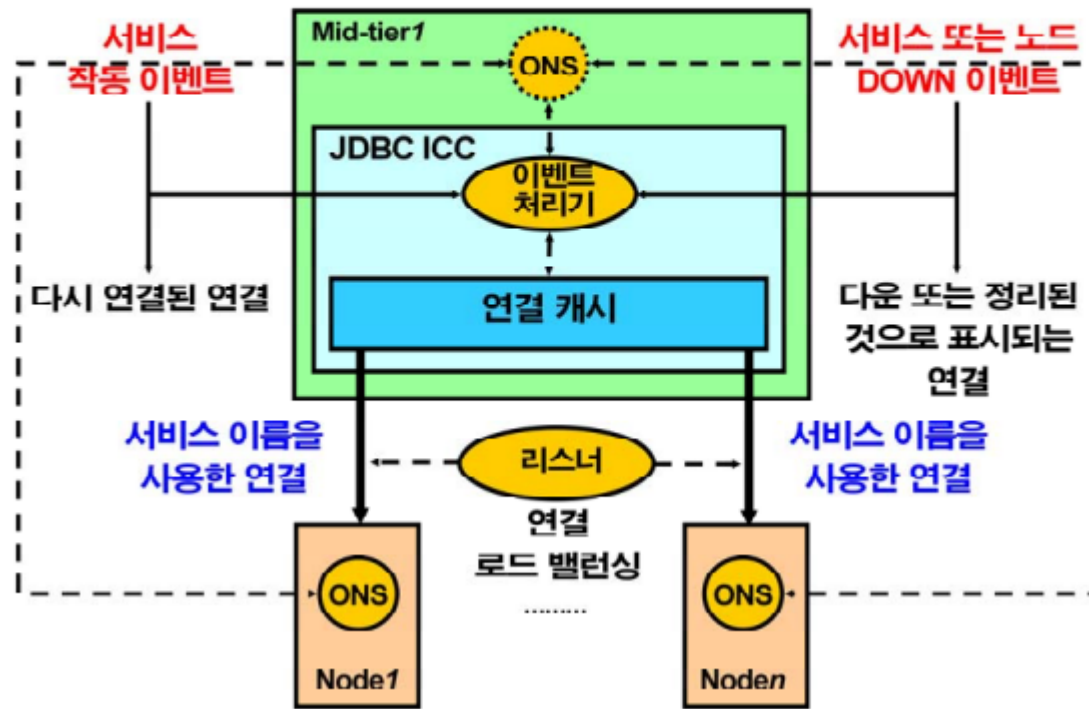 서비스
작동 이벤트
Mid-tier1
ONS
서비스 또는 노드
DOWN 이벤트
JDBC ICC
이벤트
처리기
다시 연결된 연결
연결 캐시
다운 또는 정리된
것으로 표시되는
연결
서비스 이름을
사용한 연결
리스너
서비스 이름을
사용한 연결
연결
로드 밸런싱
.........
ONS
Node1
ONS
Noden